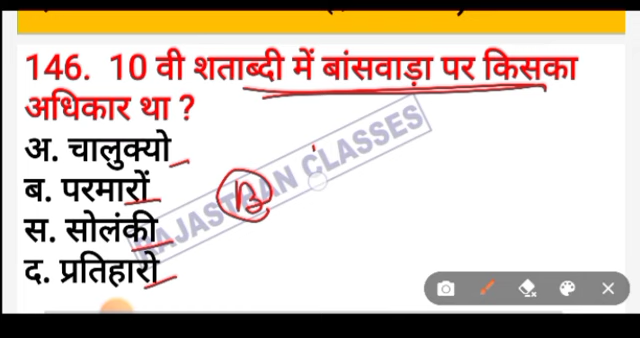 146. 10 वी शताब्दी में बांसवाड़ा पर किसका
अधिकार था ?
अ. चालुक्यो
ब. परमारों
स. सोलंकी
द. प्रतिहारो
B
RAJASTHAN CLASSES